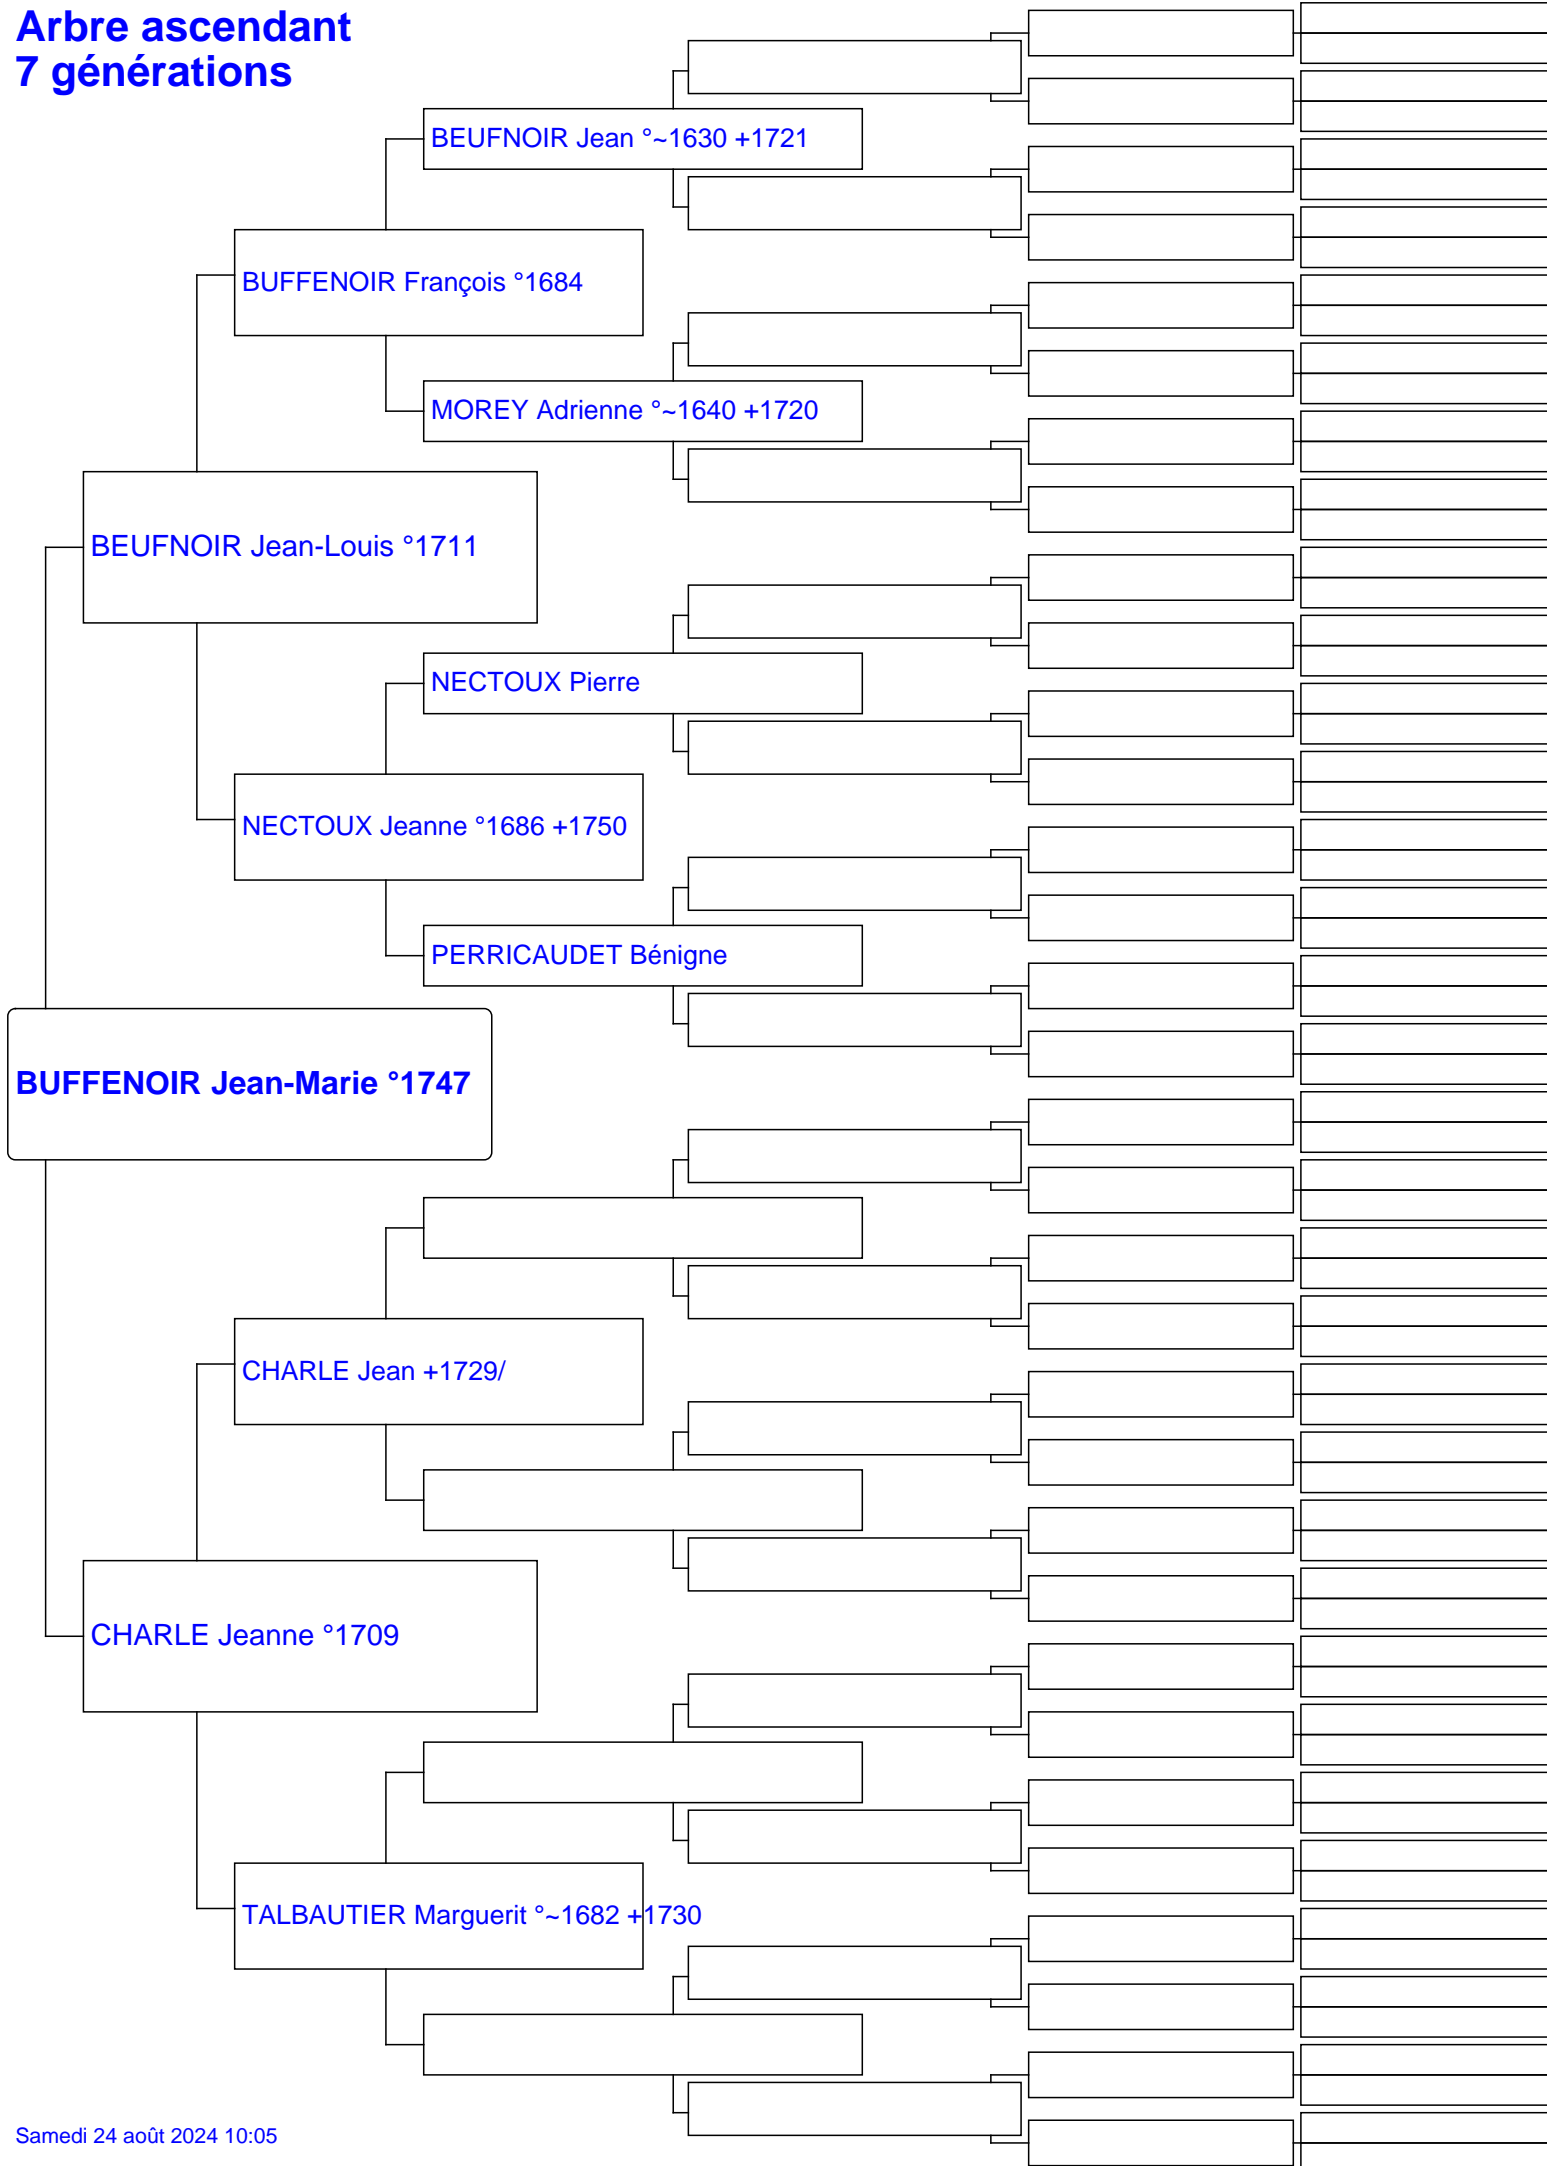 Arbre ascendant
7 générations
BEUFNOIR Jean °~1630 +1721
BUFFENOIR François °1684
MOREY Adrienne °~1640 +1720
BEUFNOIR Jean-Louis °1711
NECTOUX Pierre
NECTOUX Jeanne °1686 +1750
PERRICAUDET Bénigne
BUFFENOIR Jean-Marie °1747
CHARLE Jean +1729/
CHARLE Jeanne °1709
TALBAUTIER Marguerit °~1682 +1730
Samedi 24 août 2024 10:05